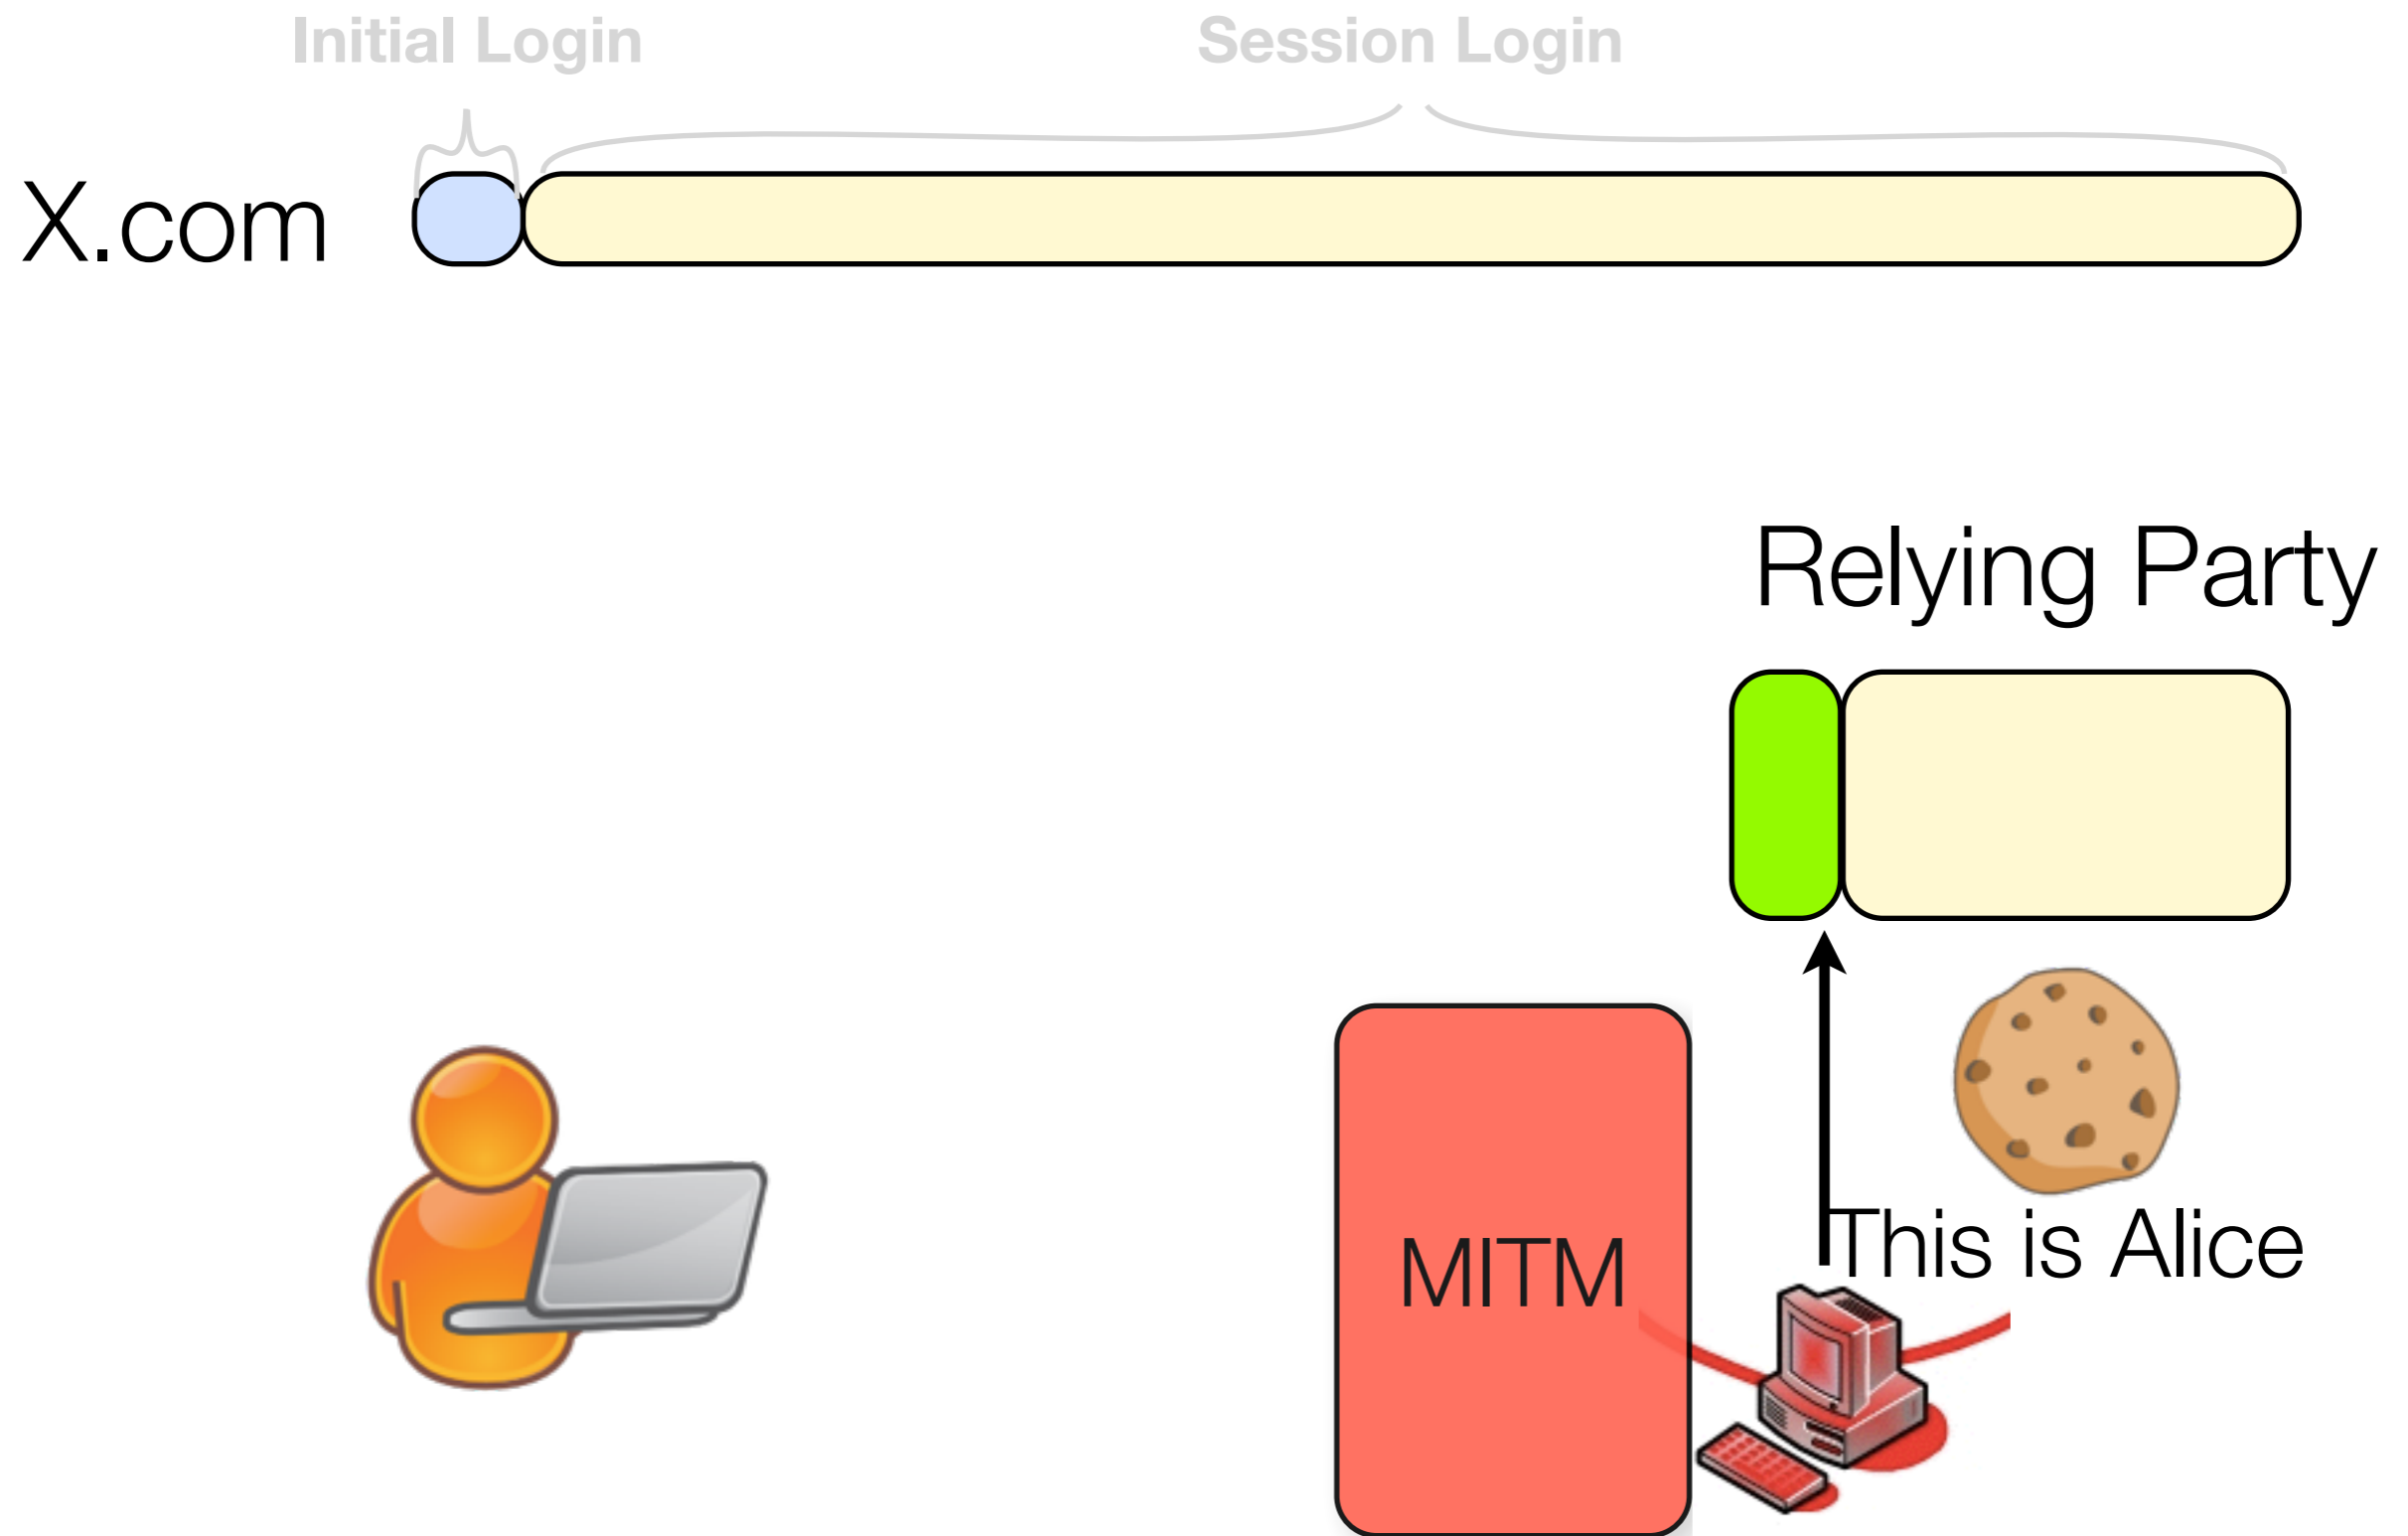 Initial Login
Session Login
X.com
Relying Party
This is Alice
MITM